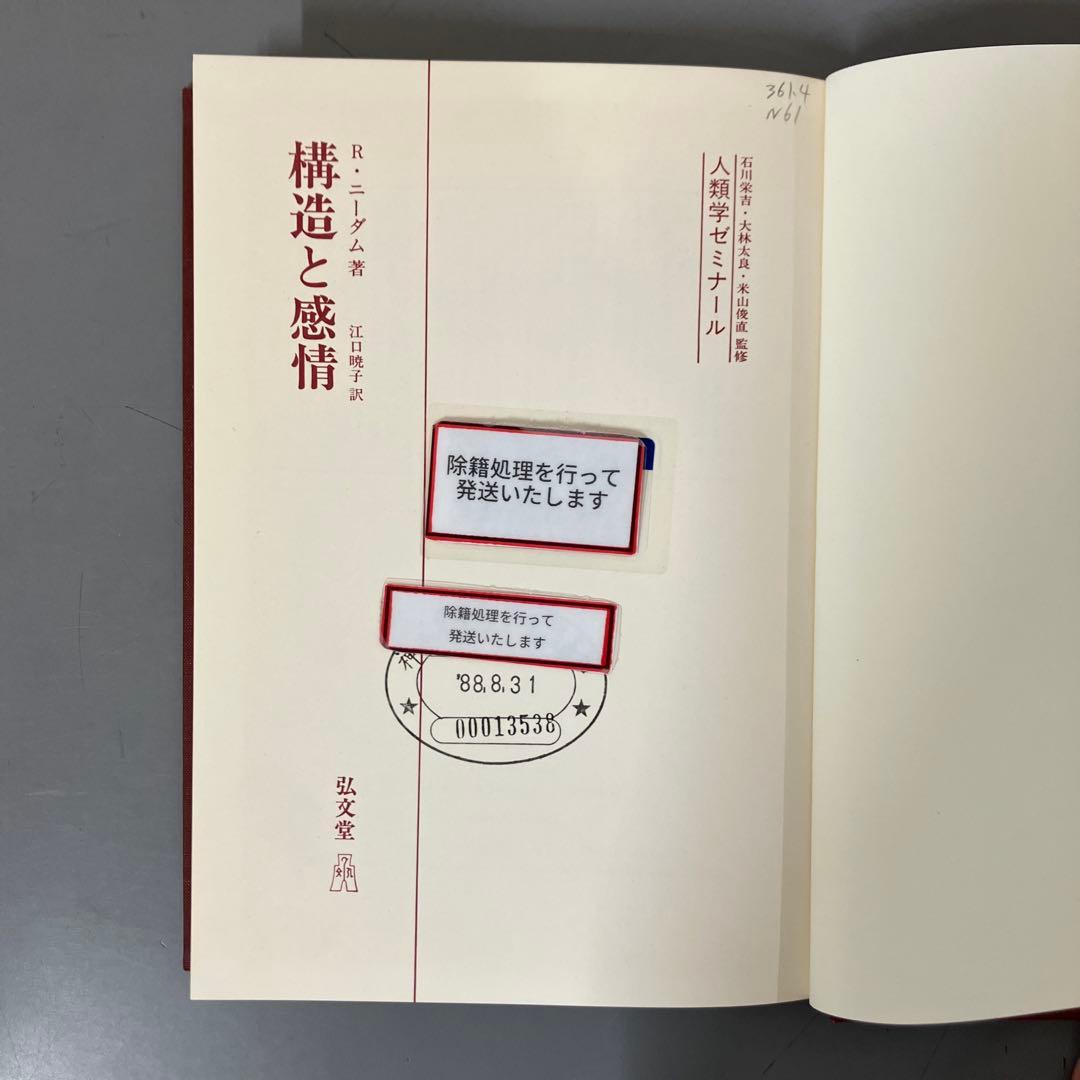 361.4
N61
石川栄吉・大林太良・米山俊直 監修
人類学ゼミナール
R・ニーダム 著
江口暁子 訳
構造と感情
除籍処理を行って
発送いたします
除籍処理を行って
発送いたします
'88.8.31
00013538
弘文堂